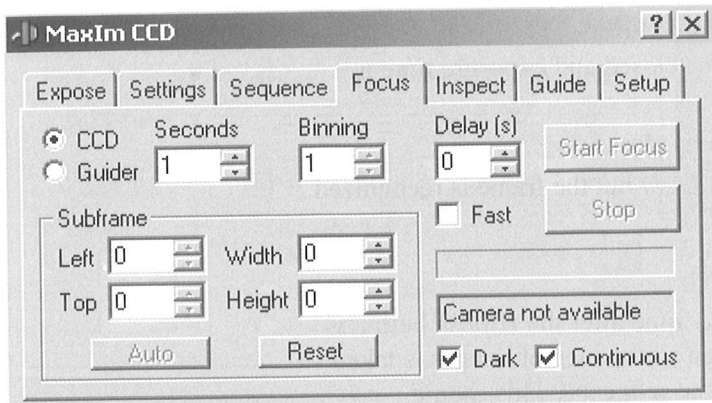 MaxIm CCD
? X
Expose Settings Sequence Focus Inspect Guide Setup
CCD
Guider
Seconds
1
Binning
1
Delay (s)
0
Start Focus
Fast
Stop
Subframe
Left 0 Width 0
Top 0 Height 0
Auto Reset
Camera not available
Dark Continuous